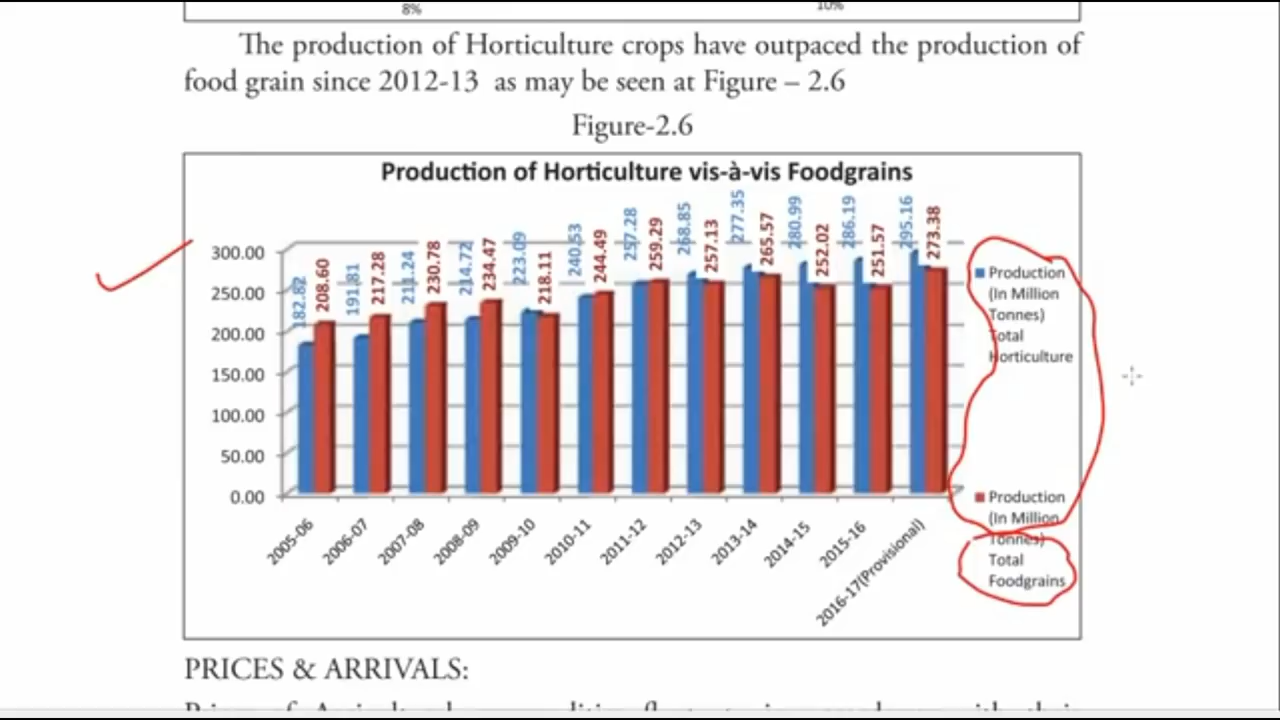 8% 10%
The production of Horticulture crops have outpaced the production of
food grain since 2012-13 as may be seen at Figure – 2.6
Figure-2.6
Production of Horticulture vis-à-vis Foodgrains
300.00
250.00
200.00
150.00
100.00
50.00
0.00
182.82 208.60 191.81 217.28 211.24 230.78 214.72 234.47 223.09 218.11 240.53 244.49 257.28 259.29 268.85 257.13 277.35 265.57 280.99 252.02 286.19 251.57 295.16 273.38
2005-06 2006-07 2007-08 2008-09 2009-10 2010-11 2011-12 2012-13 2013-14 2014-15 2015-16 2016-17(Provisional)
Production
(In Million
Tonnes)
Total
Horticulture
Production
(In Million
Tonnes)
Total
Foodgrains
PRICES & ARRIVALS: